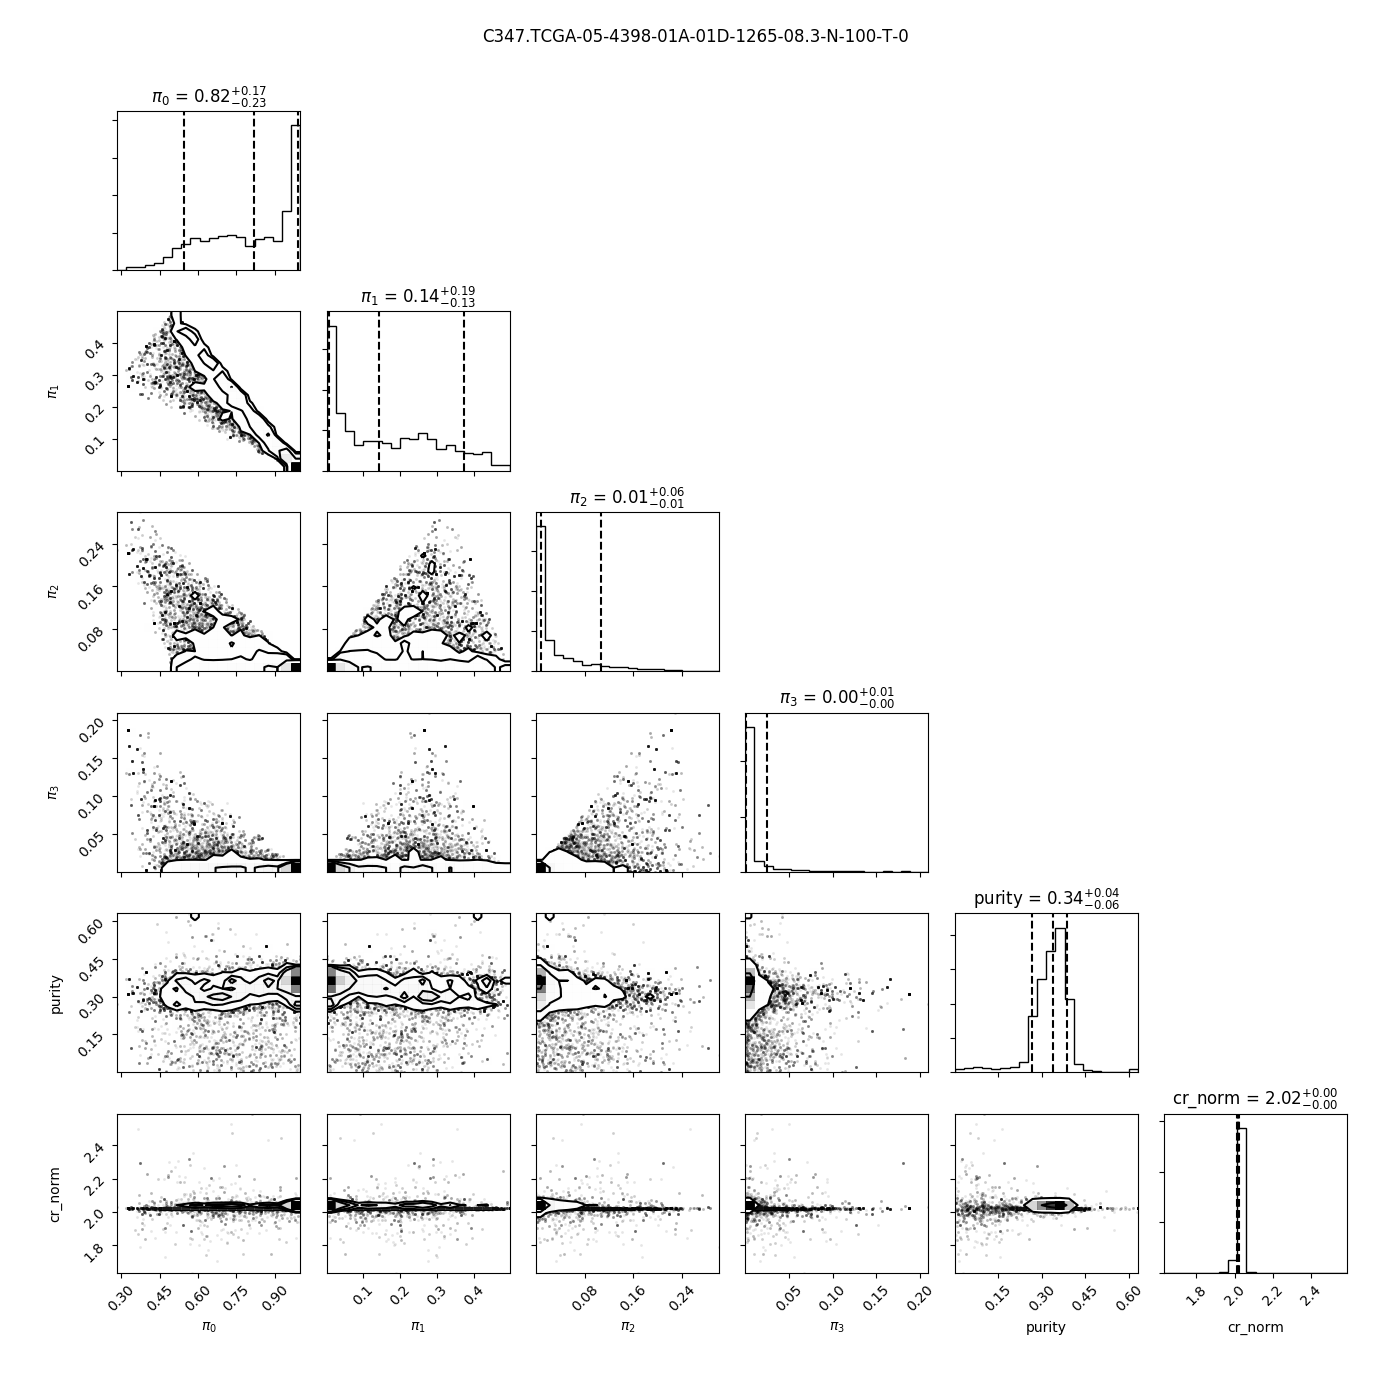 C347.TCGA-05-4398-01A-01D-1265-08.3-N-100-T-0
π₀ = 0.82+0.17−0.23
π₁ = 0.14+0.19−0.13
0.4
0.3
0.2
0.1
π₁
π₂ = 0.01+0.06−0.01
0.24
0.16
0.08
π₂
π₃ = 0.00+0.01−0.00
0.20
0.15
0.10
0.05
π₃
purity = 0.34+0.04−0.06
0.60
0.45
0.30
0.15
purity
cr_norm = 2.02+0.00−0.00
2.4
2.2
2.0
1.8
cr_norm
0.30 0.45 0.60 0.75 0.90 0.1 0.2 0.3 0.4 0.08 0.16 0.24 0.05 0.10 0.15 0.20 0.15 0.30 0.45 0.60 1.8 2.0 2.2 2.4
π₀ π₁ π₂ π₃ purity cr_norm